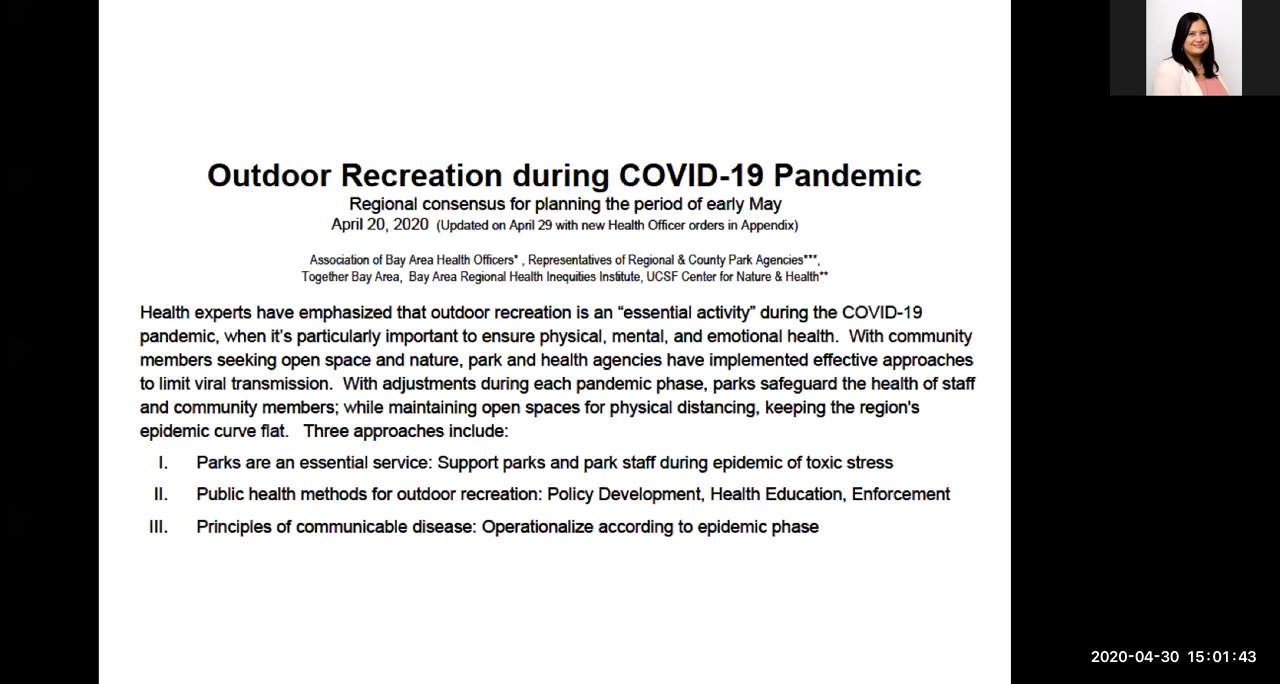 Outdoor Recreation during COVID-19 Pandemic
Regional consensus for planning the period of early May
April 20, 2020 (Updated on April 29 with new Health Officer orders in Appendix)
Association of Bay Area Health Officers* , Representatives of Regional & County Park Agencies***,
Together Bay Area, Bay Area Regional Health Inequities Institute, UCSF Center for Nature & Health**
Health experts have emphasized that outdoor recreation is an “essential activity” during the COVID-19
pandemic, when it’s particularly important to ensure physical, mental, and emotional health. With community
members seeking open space and nature, park and health agencies have implemented effective approaches
to limit viral transmission. With adjustments during each pandemic phase, parks safeguard the health of staff
and community members; while maintaining open spaces for physical distancing, keeping the region's
epidemic curve flat. Three approaches include:
I. Parks are an essential service: Support parks and park staff during epidemic of toxic stress
II. Public health methods for outdoor recreation: Policy Development, Health Education, Enforcement
III. Principles of communicable disease: Operationalize according to epidemic phase
2020-04-30 15:01:43